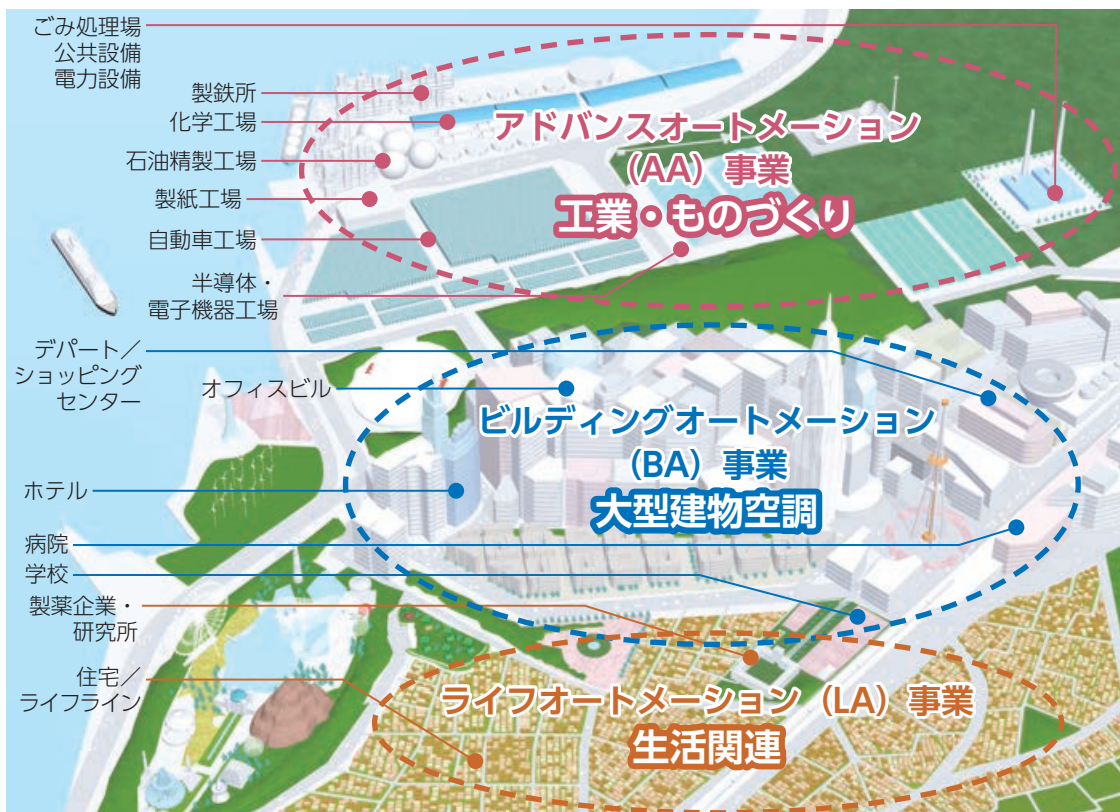 ごみ処理場
公共設備
電力設備
製鉄所
化学工場
石油精製工場
製紙工場
自動車工場
半導体・
電子機器工場
アドバンスオートメーション
（AA）事業
工業・ものづくり
デパート／
ショッピング
センター
オフィスビル
ホテル
病院
学校
ビルディングオートメーション
（BA）事業
大型建物空調
製薬企業・
研究所
住宅／
ライフライン
ライフオートメーション（LA）事業
生活関連